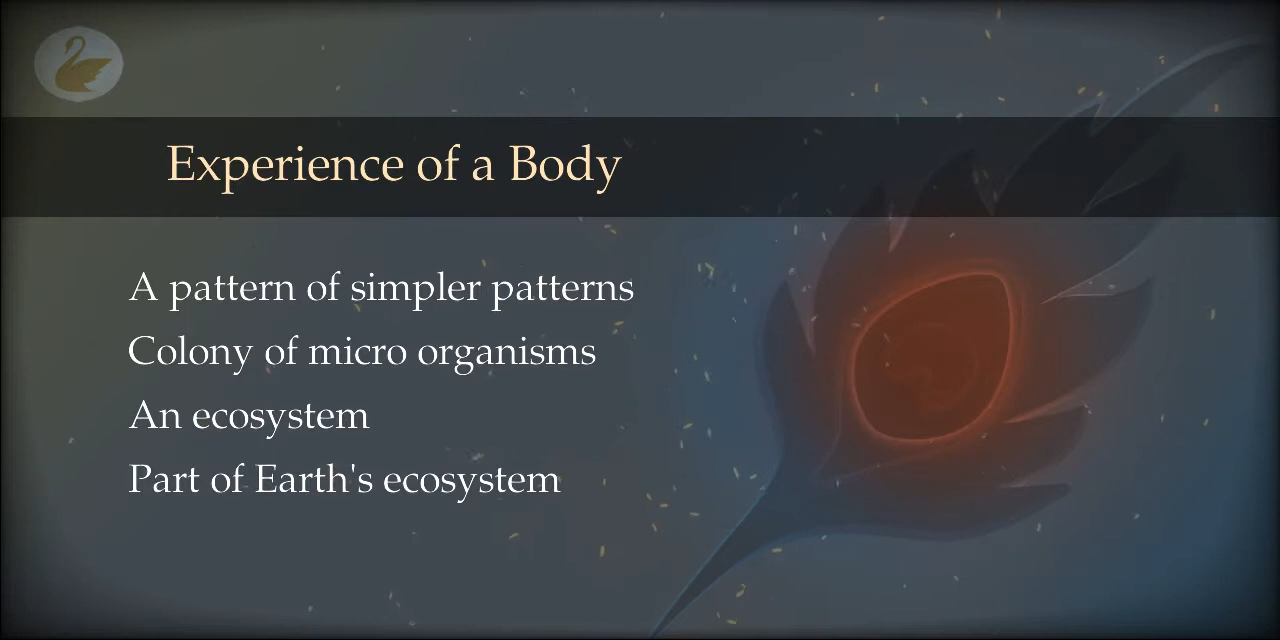 Experience of a Body
A pattern of simpler patterns
Colony of micro organisms
An ecosystem
Part of Earth's ecosystem